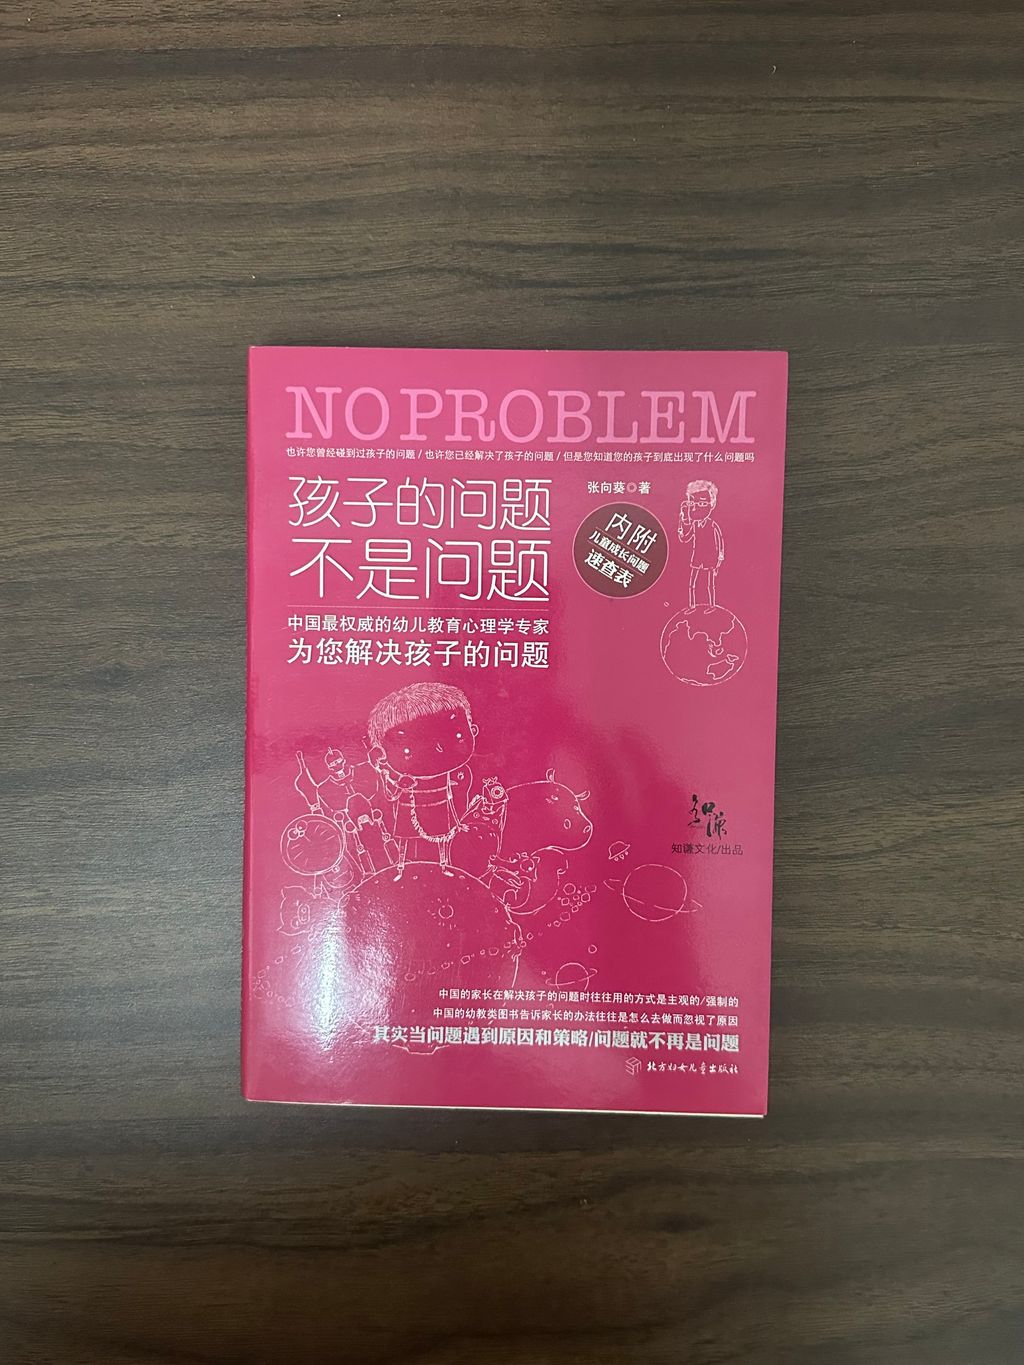 NO PROBLEM
也许您曾经碰到过孩子的问题/也许您已经解决了孩子的问题/但是您知道您的孩子到底出现了什么问题吗
孩子的问题
不是问题
张向葵◎著
内附
儿童成长问题
速查表
中国最权威的幼儿教育心理学专家
为您解决孩子的问题
知谦
知谦文化/出品
中国的家长在解决孩子的问题时往往用的方式是主观的/强制的
中国的幼教类图书告诉家长的办法往往是怎么去做而忽视了原因
其实当问题遇到原因和策略/问题就不再是问题
北方妇女儿童出版社